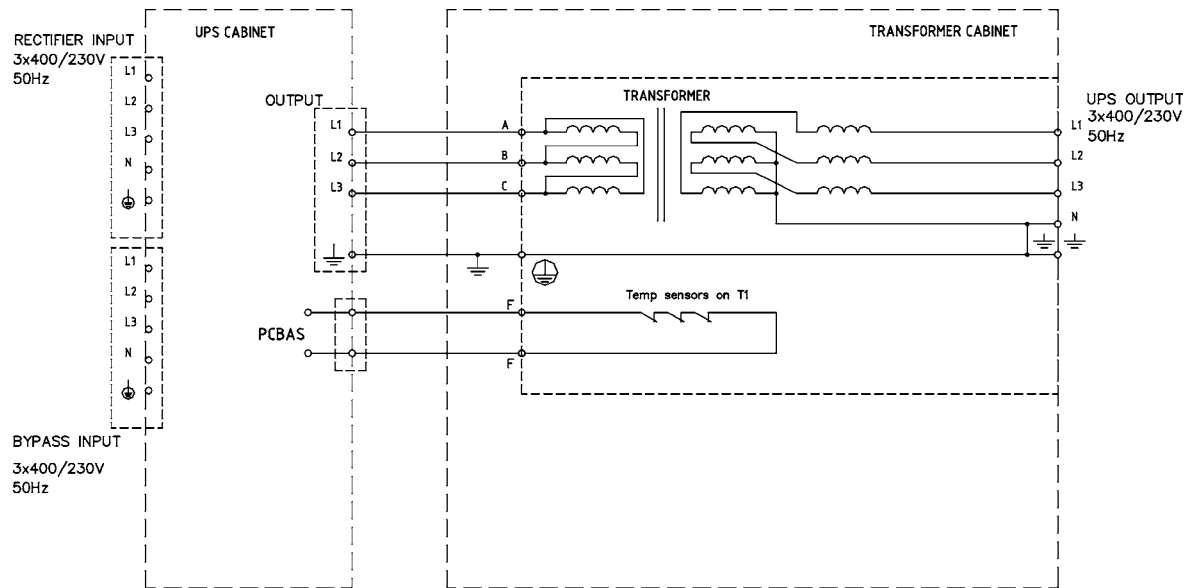 RECTIFIER INPUT
3x400/230V
50Hz
L1
L2
L3
N
UPS CABINET
OUTPUT
L1
L2
L3
TRANSFORMER CABINET
TRANSFORMER
A
B
C
UPS OUTPUT
3x400/230V
50Hz
L1
L2
L3
N
L1
L2
L3
N
PCBAS
F
F
Temp sensors on T1
BYPASS INPUT
3x400/230V
50Hz